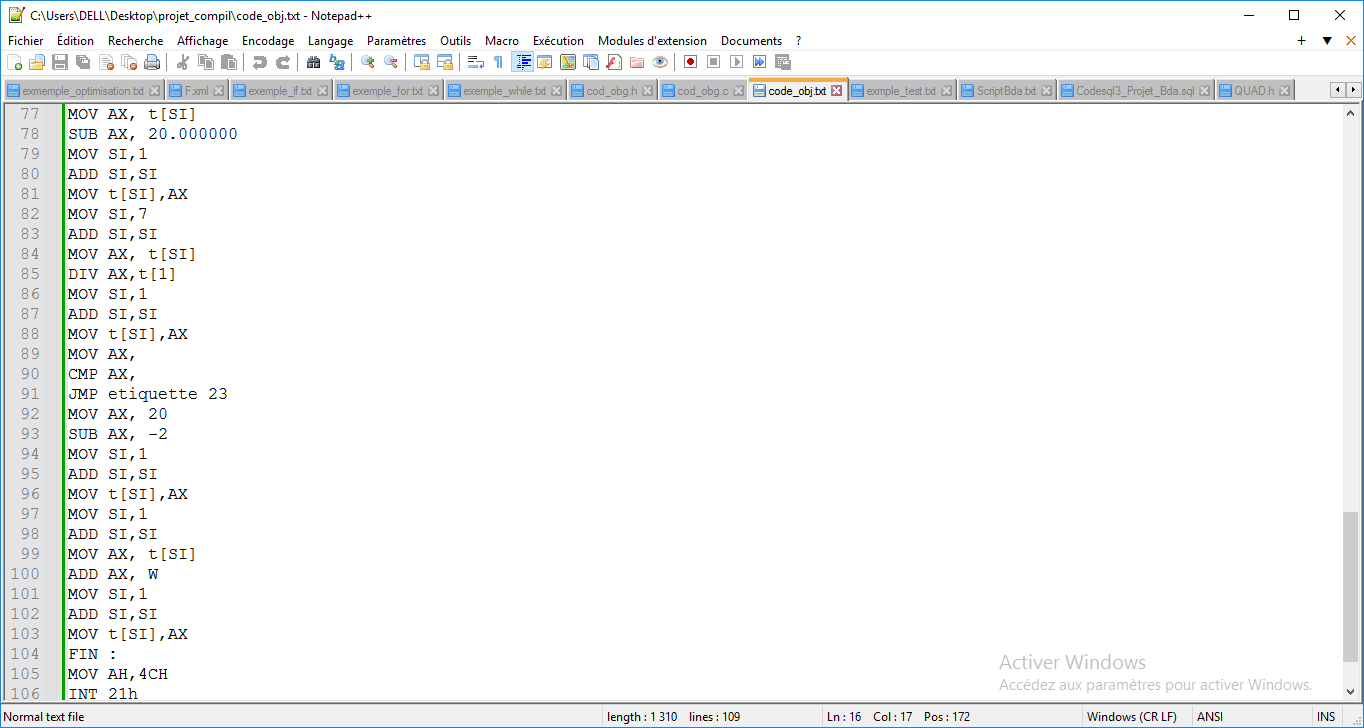 C:\Users\DELL\Desktop\projet_compil\code_obj.txt - Notepad++
Fichier Édition Recherche Affichage Encodage Langage Paramètres Outils Macro Exécution Modules d'extension Documents ? + ▼ X
exmemple_optimisation.txt F.xml exemple_if.txt exemple_for.txt exemple_while.txt cod_obg.h cod_obg.c code_obj.txt exmple_test.txt ScriptBda.txt Codesql3_Projet_Bda.sql QUAD.h
77 MOV AX, t[SI]
78 SUB AX, 20.000000
79 MOV SI,1
80 ADD SI,SI
81 MOV t[SI],AX
82 MOV SI,7
83 ADD SI,SI
84 MOV AX, t[SI]
85 DIV AX,t[1]
86 MOV SI,1
87 ADD SI,SI
88 MOV t[SI],AX
89 MOV AX,
90 CMP AX,
91 JMP etiquette 23
92 MOV AX, 20
93 SUB AX, -2
94 MOV SI,1
95 ADD SI,SI
96 MOV t[SI],AX
97 MOV SI,1
98 ADD SI,SI
99 MOV AX, t[SI]
100 ADD AX, W
101 MOV SI,1
102 ADD SI,SI
103 MOV t[SI],AX
104 FIN :
105 MOV AH,4CH
106 INT 21h
Activer Windows
Accédez aux paramètres pour activer Windows.
Normal text file length : 1 310 lines : 109 Ln : 16 Col : 17 Pos : 172 Windows (CR LF) ANSI INS